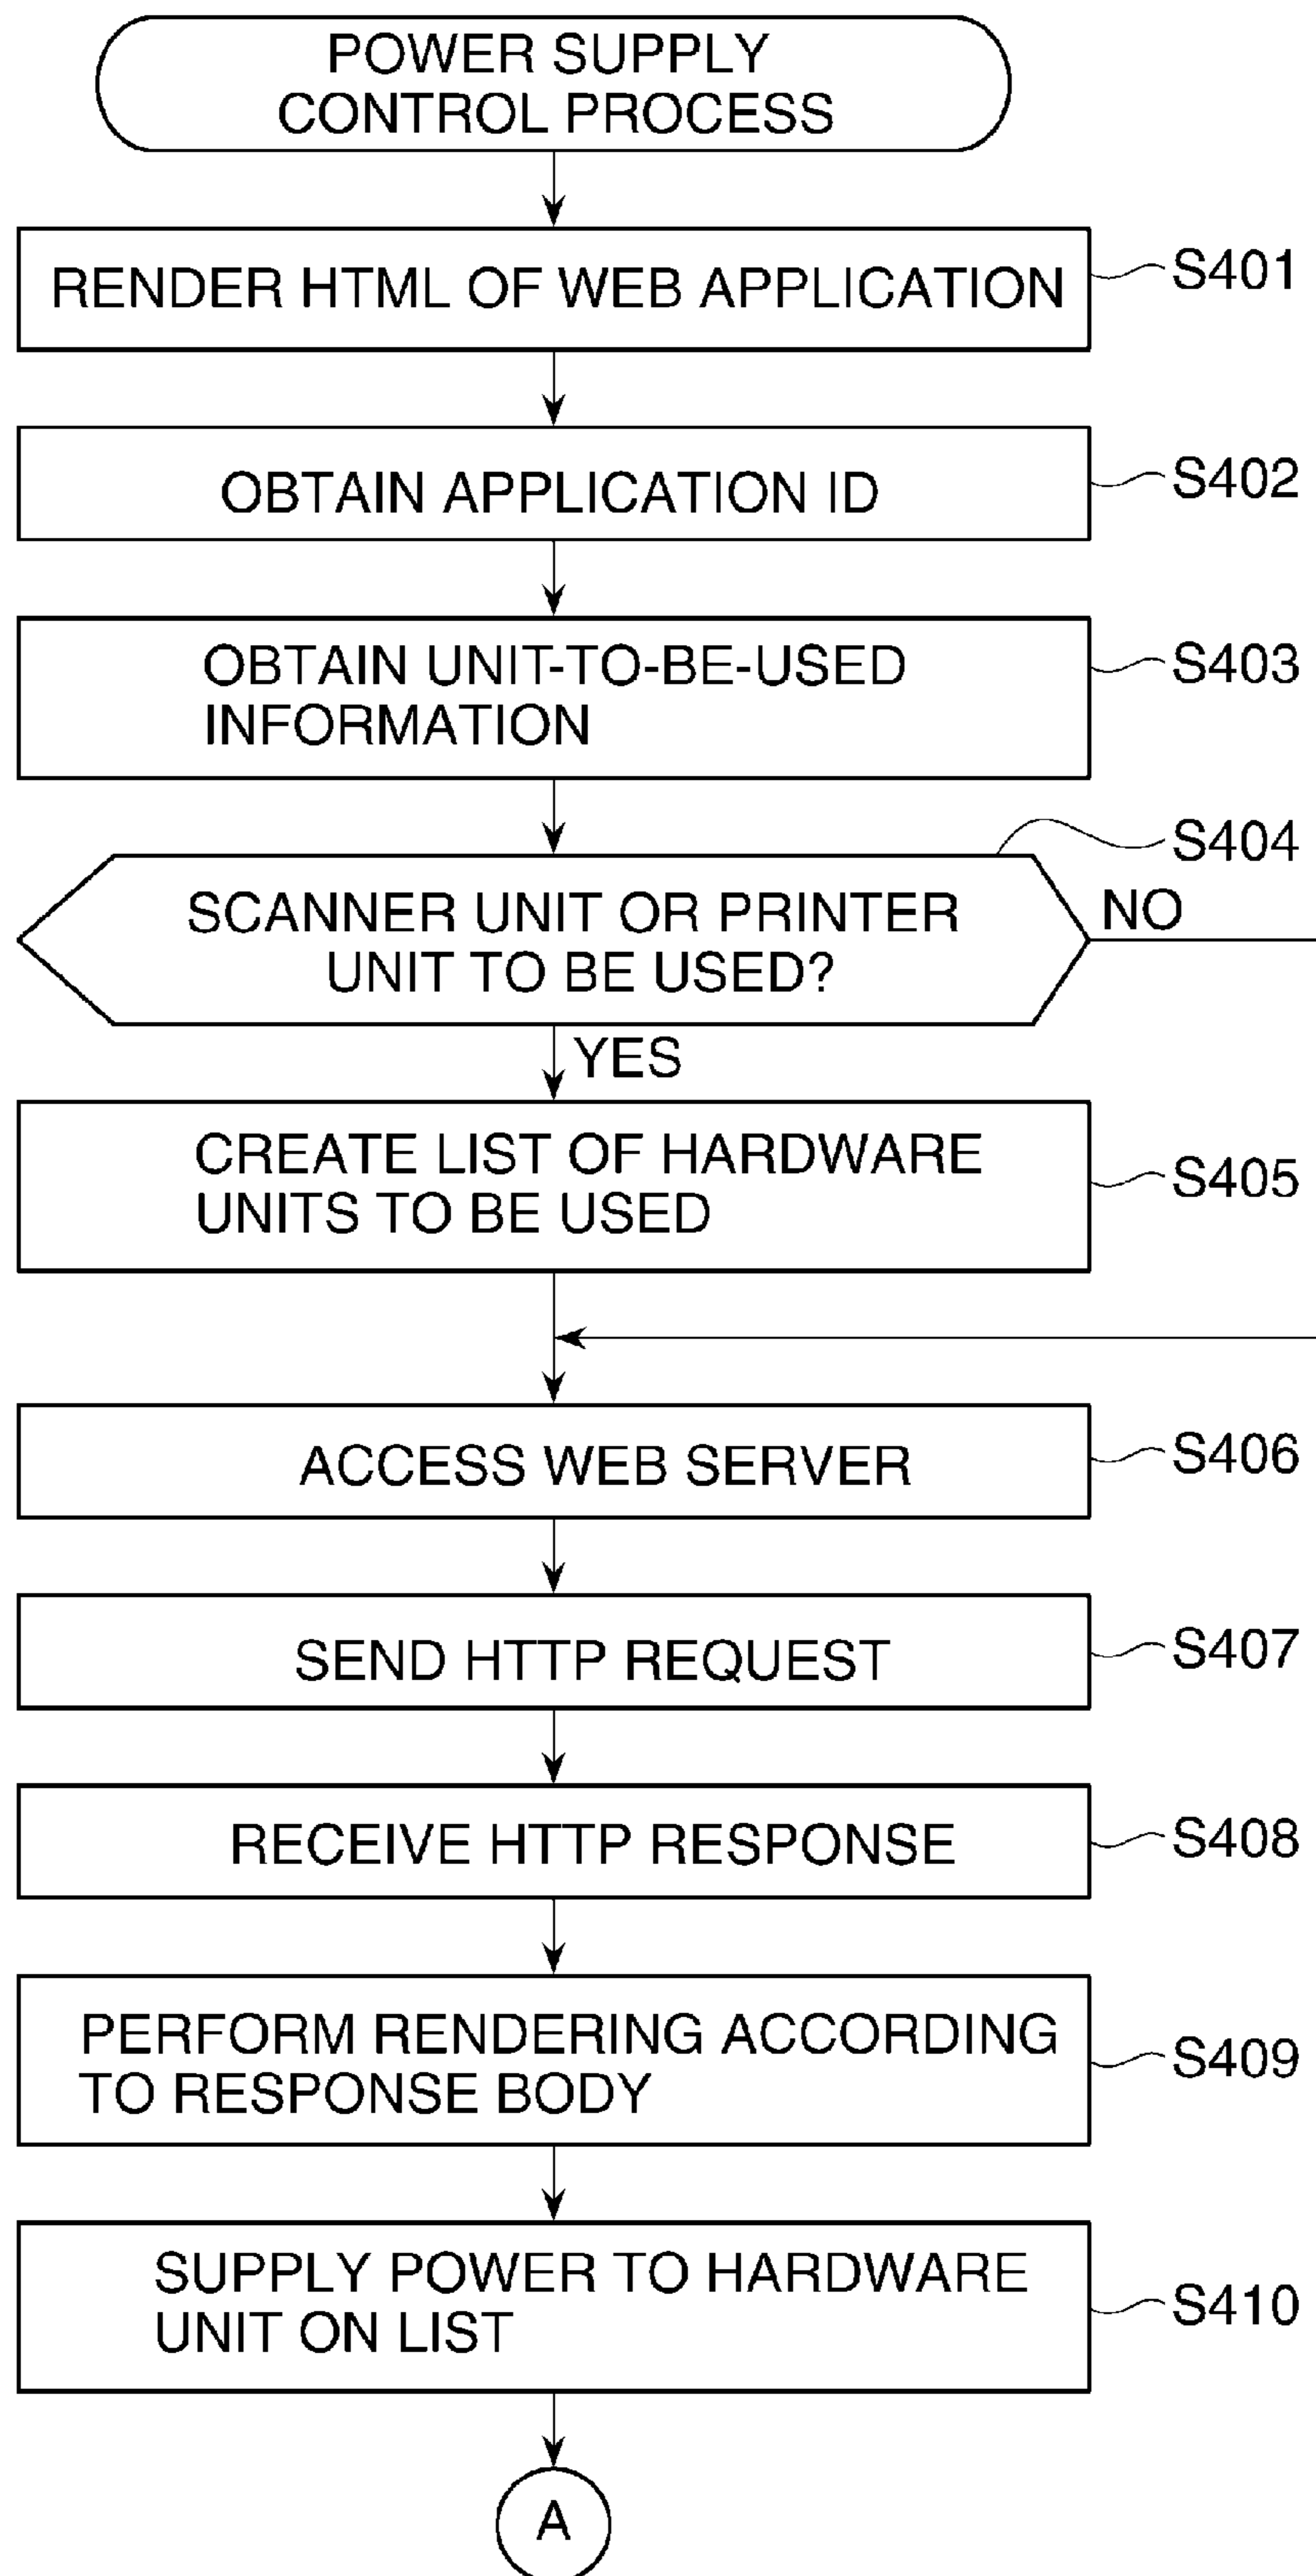 POWER SUPPLY
CONTROL PROCESS
RENDER HTML OF WEB APPLICATION
S401
OBTAIN APPLICATION ID
S402
OBTAIN UNIT-TO-BE-USED
INFORMATION
S403
S404
SCANNER UNIT OR PRINTER
UNIT TO BE USED?
NO
YES
CREATE LIST OF HARDWARE
UNITS TO BE USED
S405
ACCESS WEB SERVER
S406
SEND HTTP REQUEST
S407
RECEIVE HTTP RESPONSE
S408
PERFORM RENDERING ACCORDING
TO RESPONSE BODY
S409
SUPPLY POWER TO HARDWARE
UNIT ON LIST
S410
A